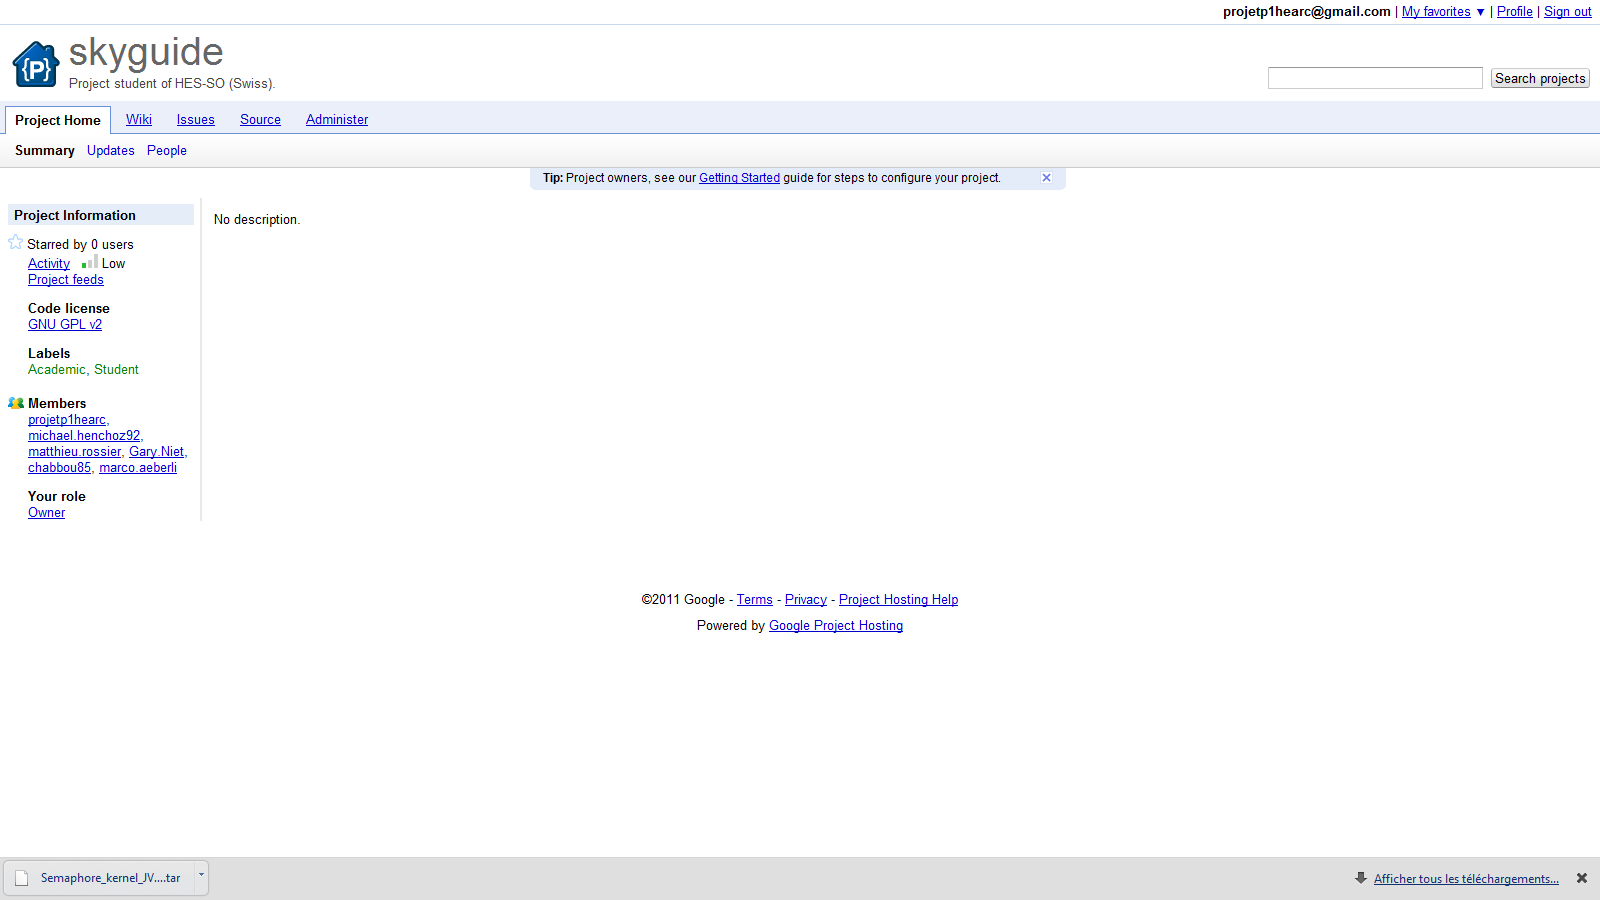 projetp1hearc@gmail.com | My favorites ▼ | Profile | Sign out
{P}
skyguide
Project student of HES-SO (Swiss).
Search projects
Project Home Wiki Issues Source Administer
Summary Updates People
Tip: Project owners, see our Getting Started guide for steps to configure your project.
Project Information
No description.
Starred by 0 users
Activity Low
Project feeds
Code license
GNU GPL v2
Labels
Academic, Student
Members
projetp1hearc,
michael.henchoz92,
matthieu.rossier, Gary.Niet,
chabbou85, marco.aeberli
Your role
Owner
©2011 Google - Terms - Privacy - Project Hosting Help
Powered by Google Project Hosting
Semaphore_kernel_JV....tar
Afficher tous les téléchargements...